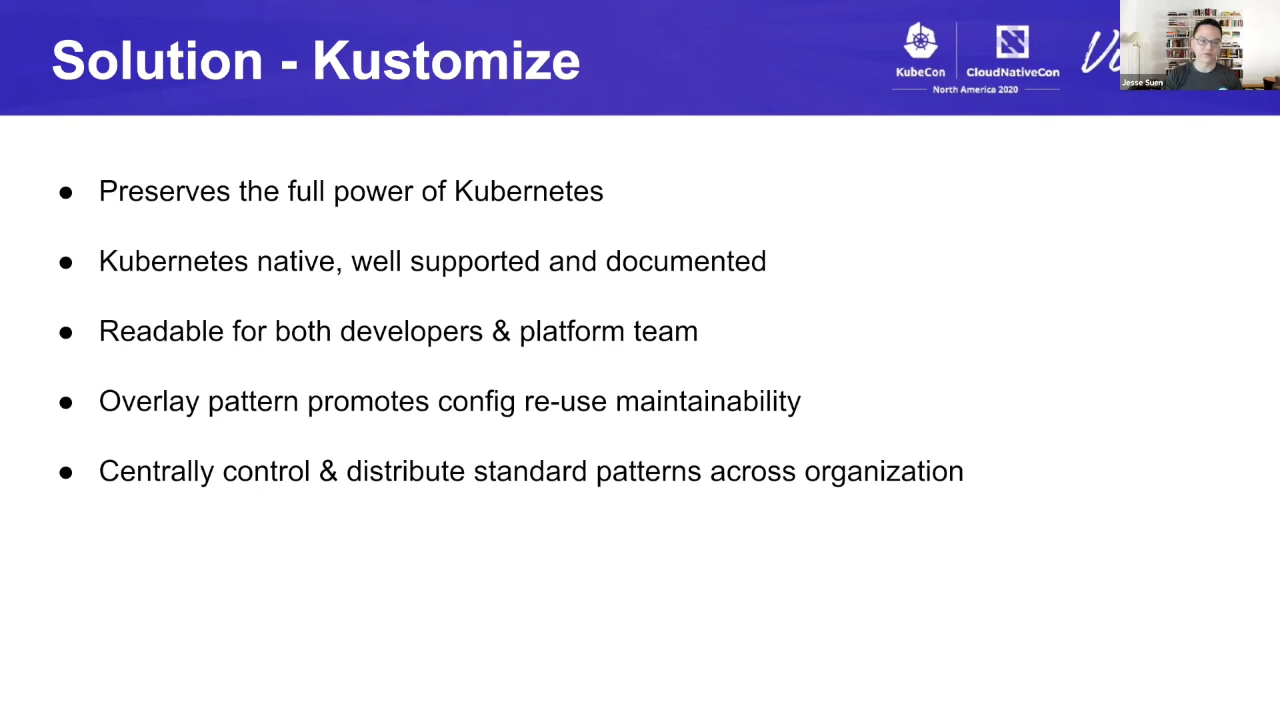 Solution - Kustomize
KubeCon
CloudNativeCon
North America 2020
Jesse Suen
● Preserves the full power of Kubernetes
● Kubernetes native, well supported and documented
● Readable for both developers & platform team
● Overlay pattern promotes config re-use maintainability
● Centrally control & distribute standard patterns across organization